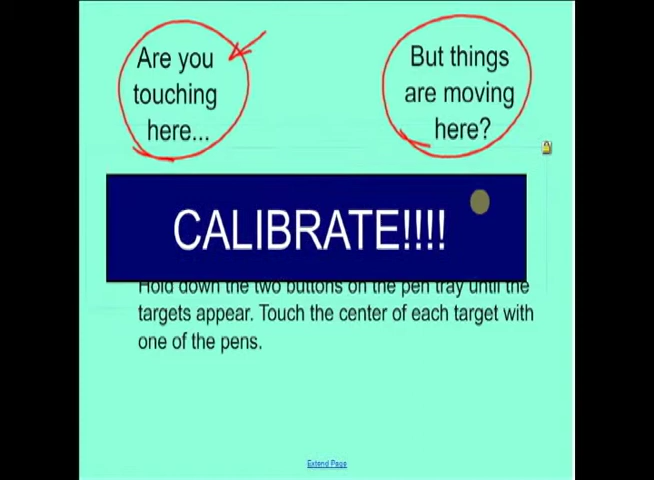 Are you
touching
here...
But things
are moving
here?
CALIBRATE!!!!
Hold down the two buttons on the pen tray until the
targets appear. Touch the center of each target with
one of the pens.
Extend Page